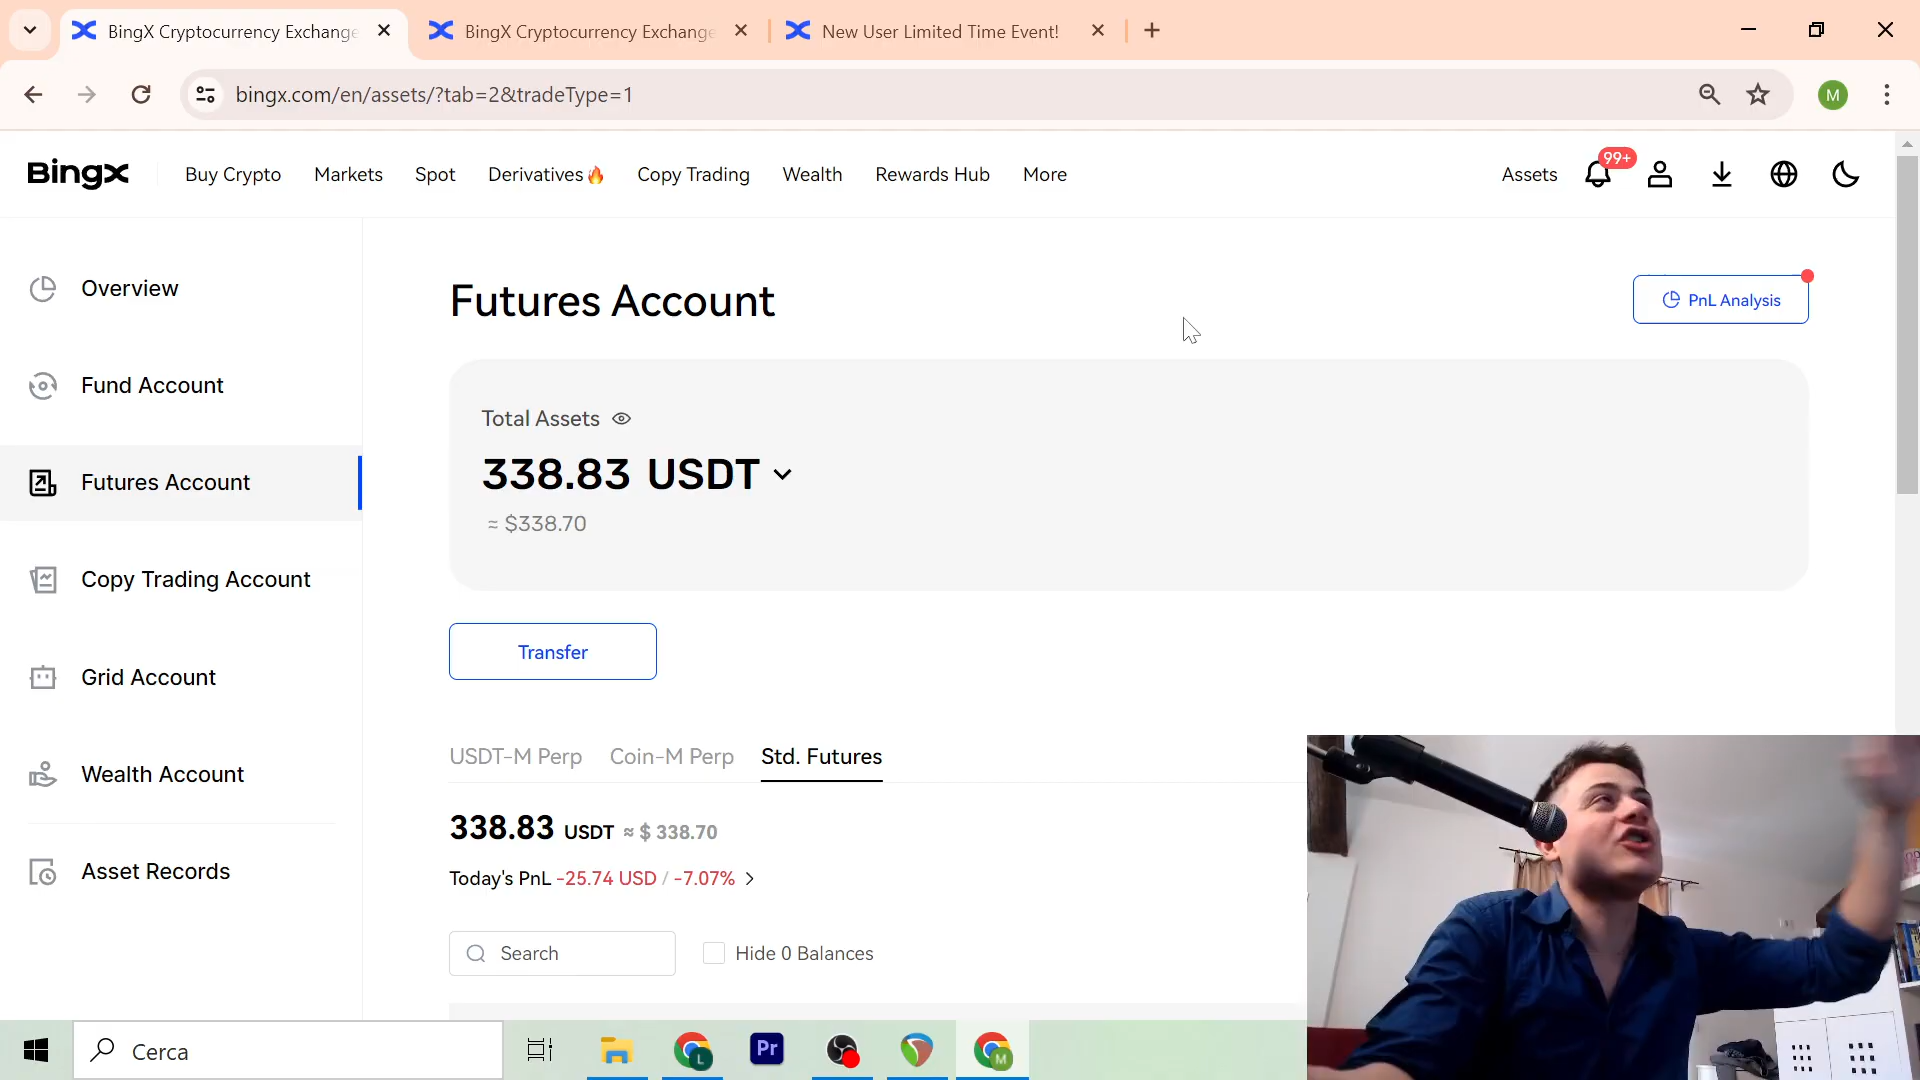 BingX Cryptocurrency Exchange
BingX Cryptocurrency Exchange
New User Limited Time Event!
bingx.com/en/assets/?tab=2&tradeType=1
M
BingX
Buy Crypto
Markets
Spot
Derivatives
Copy Trading
Wealth
Rewards Hub
More
Assets
99+
Overview
Fund Account
Futures Account
Copy Trading Account
Grid Account
Wealth Account
Asset Records
Futures Account
PnL Analysis
Total Assets
338.83 USDT
≈ $338.70
Transfer
USDT-M Perp
Coin-M Perp
Std. Futures
338.83 USDT ≈ $ 338.70
Today's PnL -25.74 USD / -7.07%
Search
Hide 0 Balances
Cerca
L
Pr
M